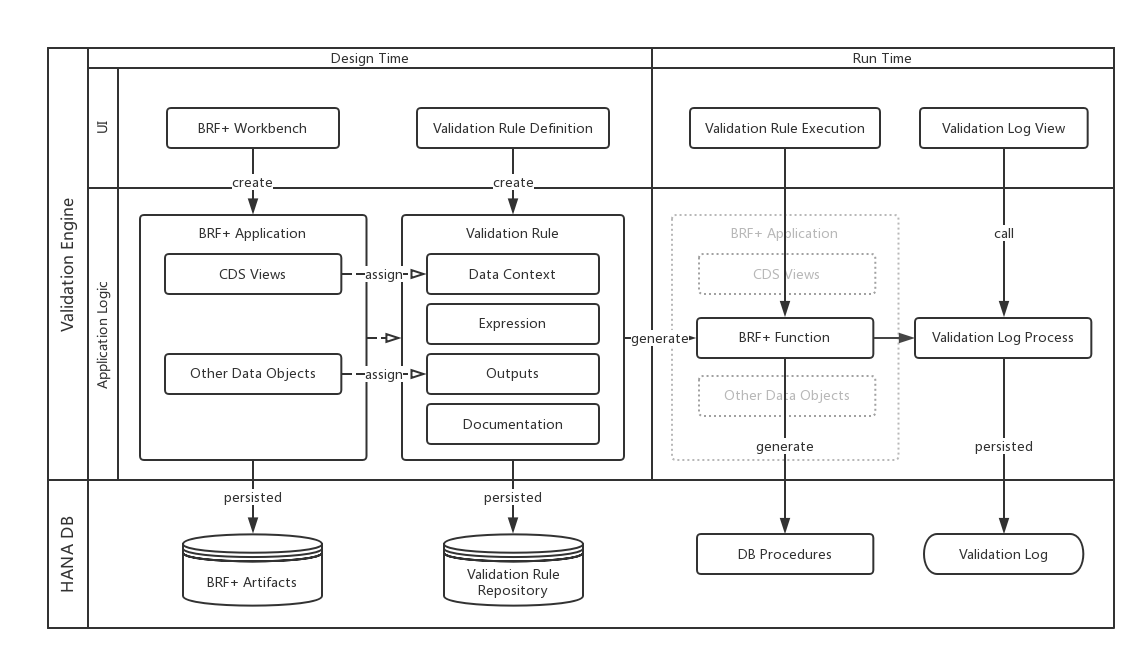 Design Time
Run Time
Validation Engine
UI
BRF+ Workbench
Validation Rule Definition
Validation Rule Execution
Validation Log View
create
create
Application Logic
BRF+ Application
Validation Rule
BRF+ Application
call
CDS Views
assign
Data Context
CDS Views
Expression
generate
BRF+ Function
Validation Log Process
Other Data Objects
assign
Outputs
Other Data Objects
Documentation
generate
persisted
HANA DB
persisted
persisted
BRF+ Artifacts
Validation Rule
Repository
DB Procedures
Validation Log